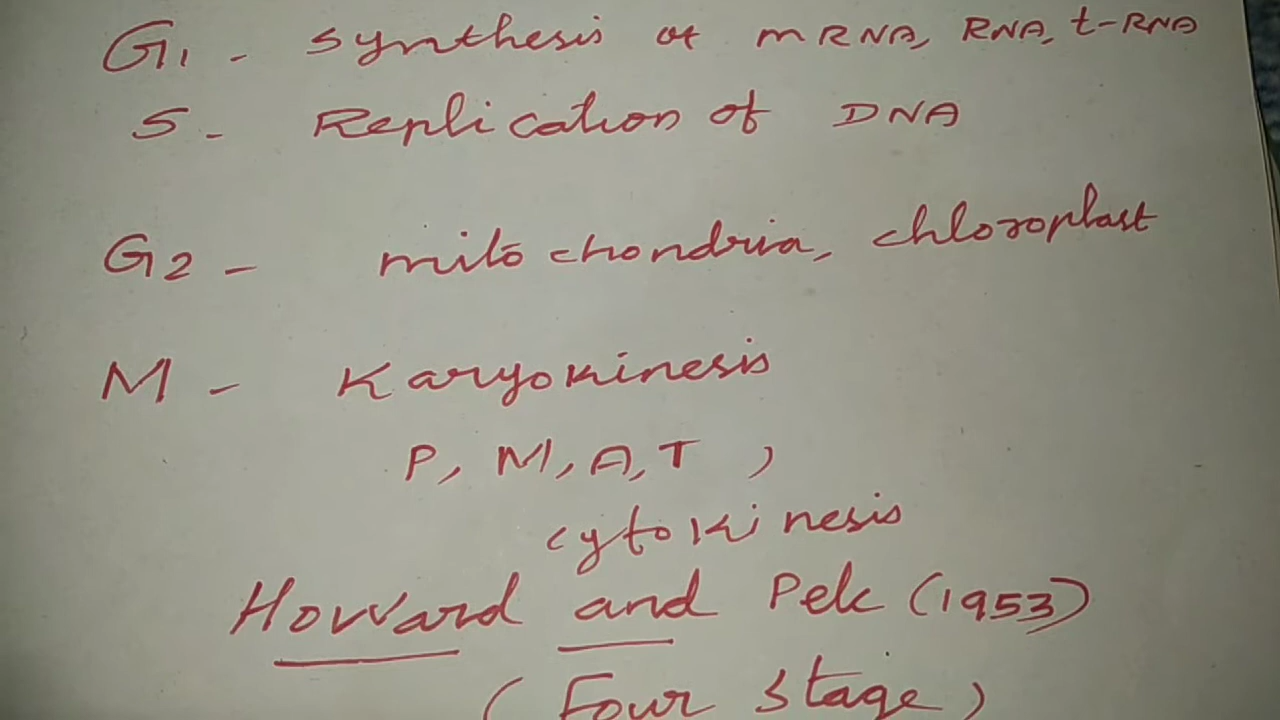 G1 - synthesis of mRNA, RNA, t-RNA
S - Replication of DNA
G2 - mitochondria, chloroplast
M - Karyokinesis
P, M, A, T ,
cytokinesis
Howard and Pelc (1953)
( Four stage )